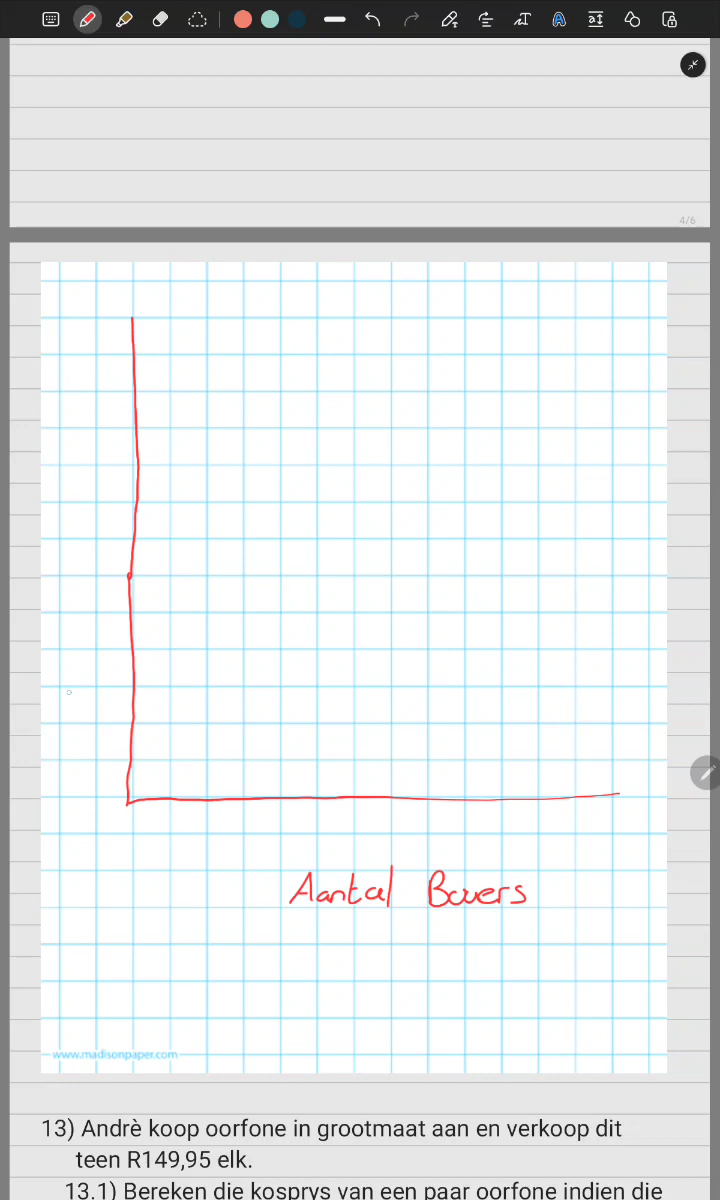 4/6
Aantal Bouers
www.madisonpaper.com
13) Andrè koop oorfone in grootmaat aan en verkoop dit
teen R149,95 elk.
13.1) Bereken die kosprys van een paar oorfone indien die